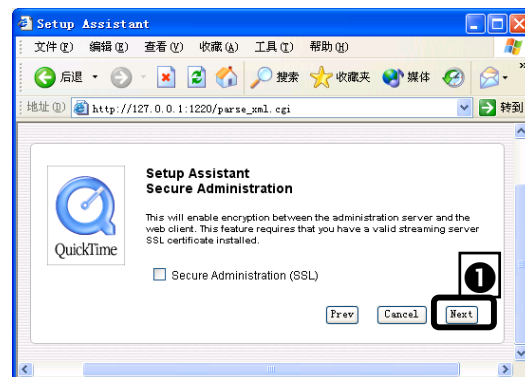 Setup Assistant
文件(F) 编辑(E) 查看(V) 收藏(A) 工具(T) 帮助(H)
后退 搜索 收藏夹 媒体 »
地址(D) http://127.0.0.1:1220/parse_xml.cgi 转到
Setup Assistant
Secure Administration
This will enable encryption between the administration server and the
web client. This feature requires that you have a valid streaming server
SSL certificate installed.
QuickTime
Secure Administration (SSL)
1
Prev Cancel Next